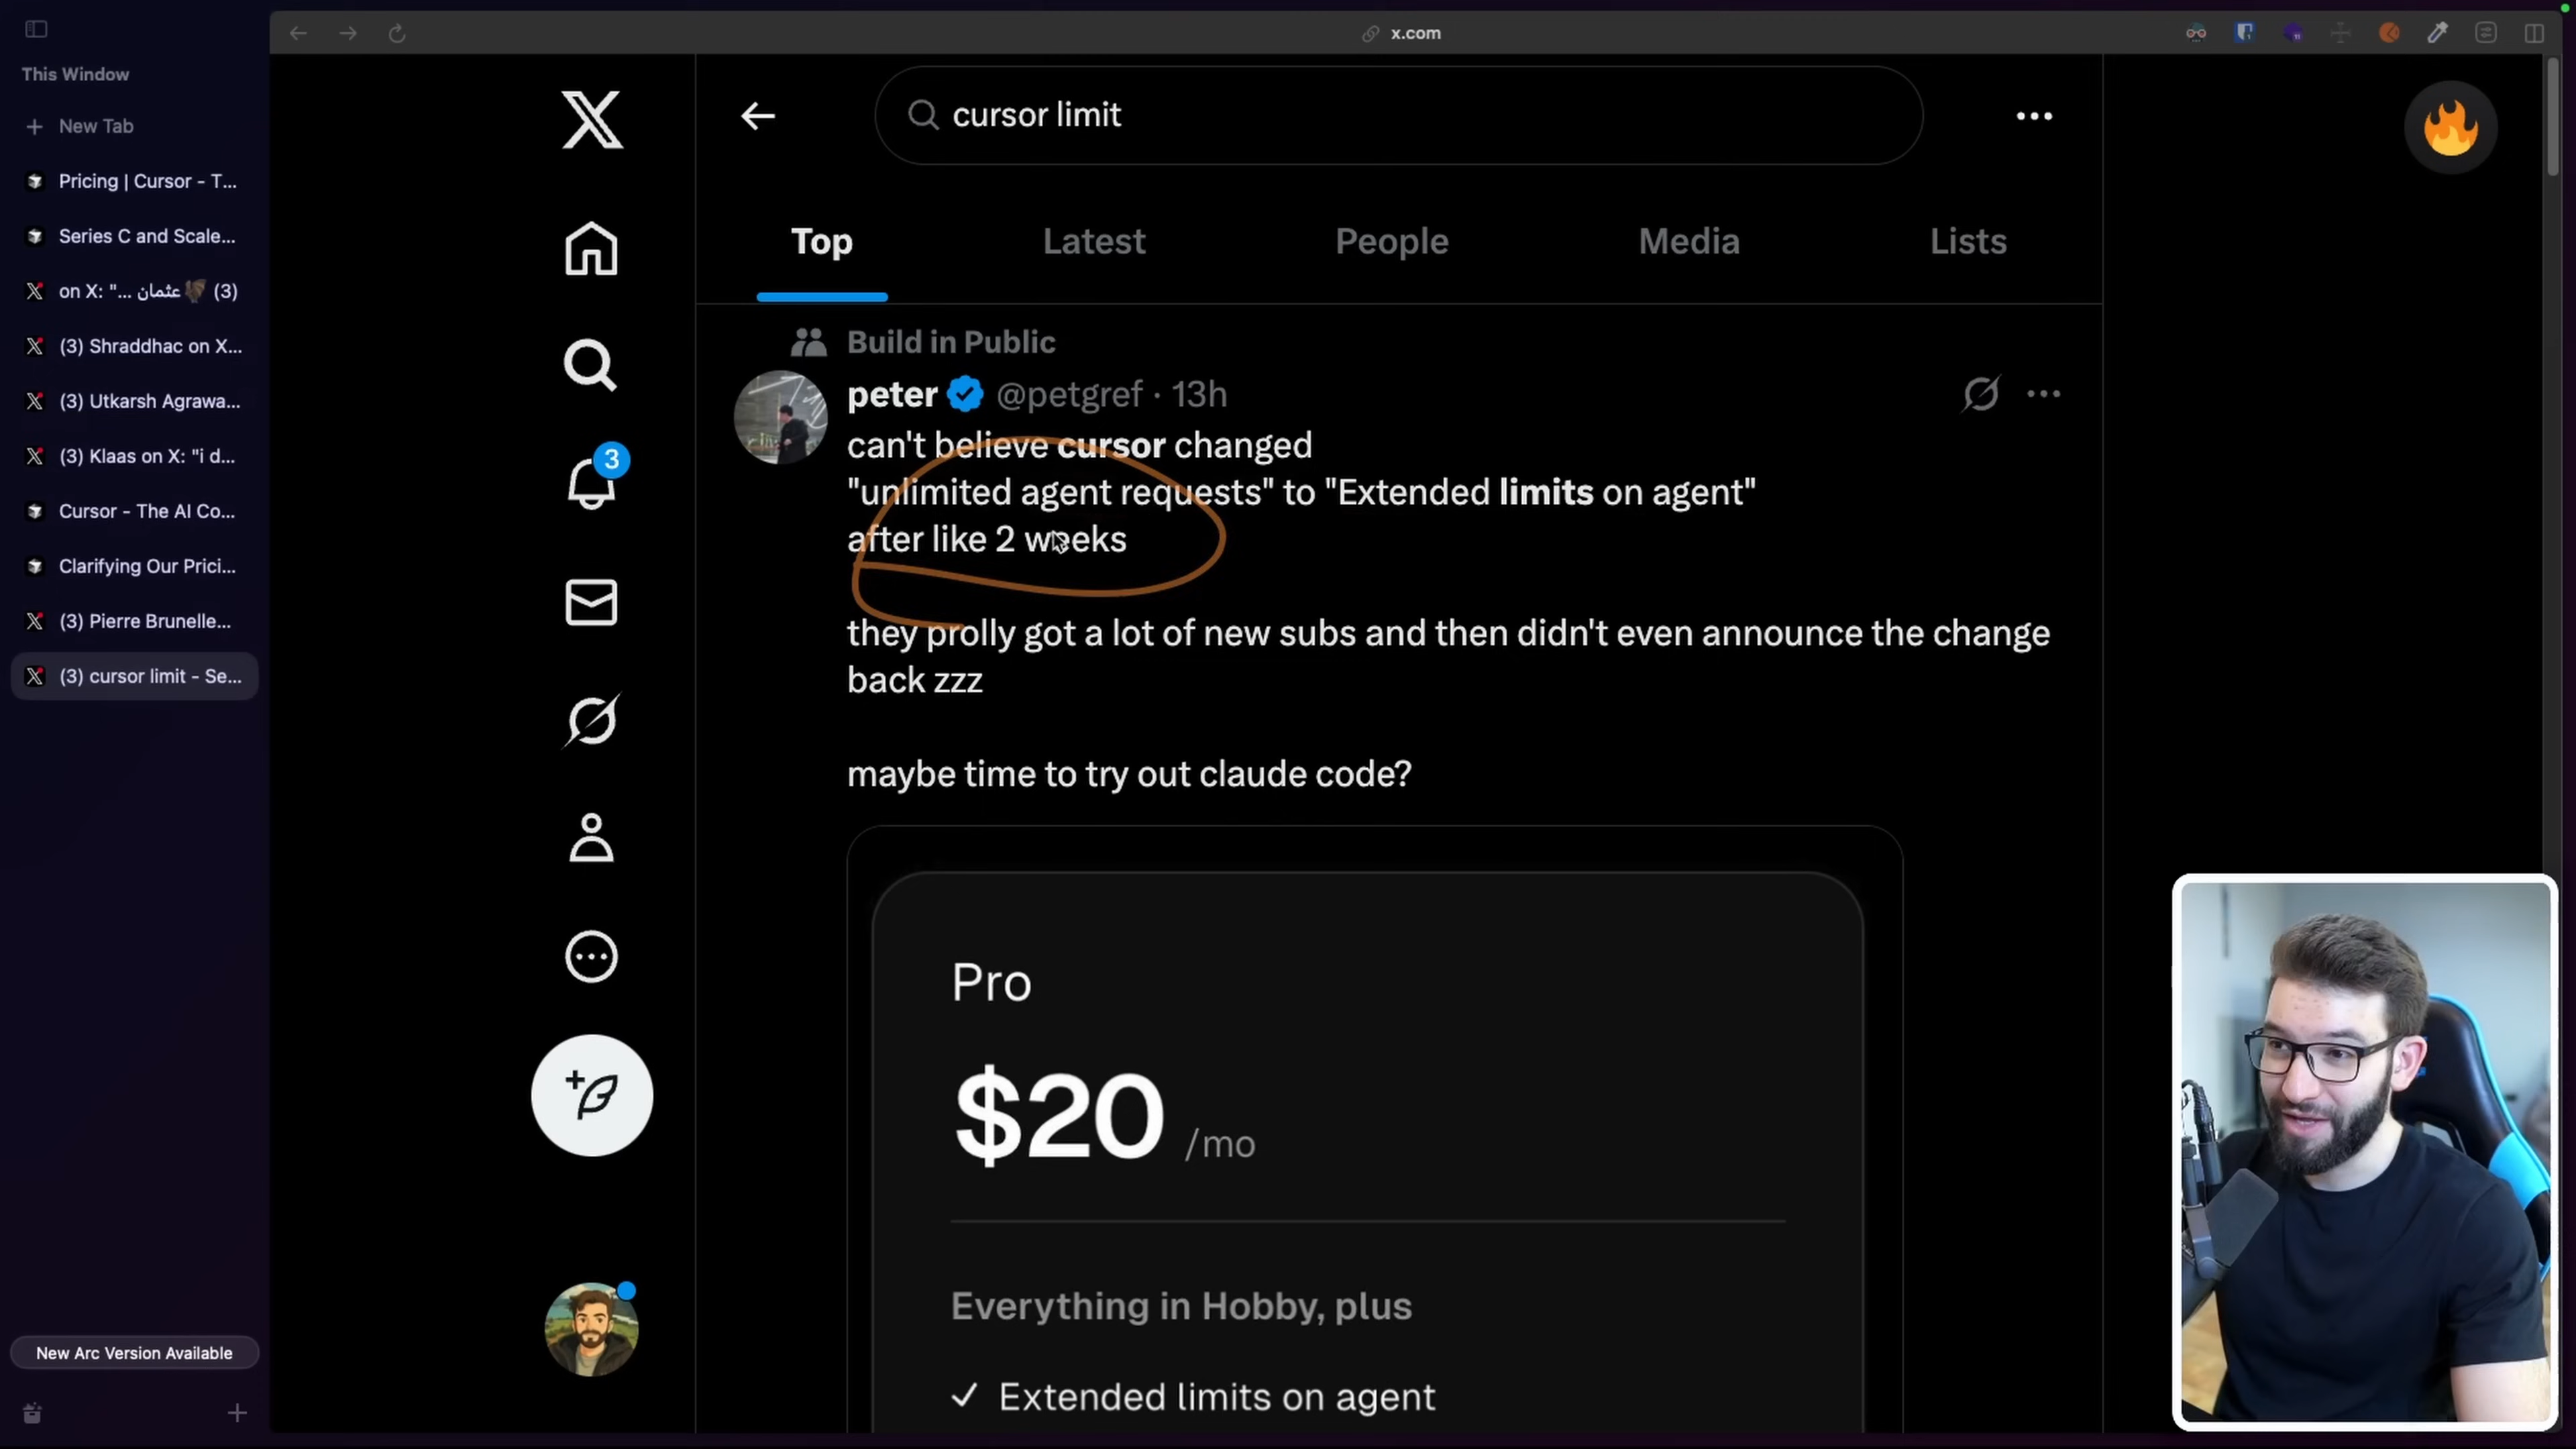 This Window
New Tab
Pricing | Cursor - T...
Series C and Scale...
on X: "... عثمان (3)
(3) Shraddhac on X...
(3) Utkarsh Agrawa...
(3) Klaas on X: "i d...
Cursor - The AI Co...
Clarifying Our Prici...
(3) Pierre Brunelle...
(3) cursor limit - Se...
New Arc Version Available
x.com
cursor limit
Top
Latest
People
Media
Lists
3
Build in Public
peter @petgref · 13h
can't believe cursor changed
"unlimited agent requests" to "Extended limits on agent"
after like 2 weeks
they prolly got a lot of new subs and then didn't even announce the change
back zzz
maybe time to try out claude code?
Pro
$20 /mo
Everything in Hobby, plus
Extended limits on agent